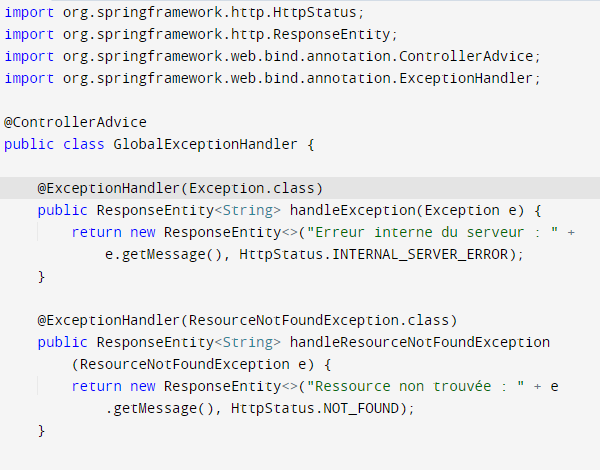 import org.springframework.http.HttpStatus;
import org.springframework.http.ResponseEntity;
import org.springframework.web.bind.annotation.ControllerAdvice;
import org.springframework.web.bind.annotation.ExceptionHandler;
@ControllerAdvice
public class GlobalExceptionHandler {
@ExceptionHandler(Exception.class)
public ResponseEntity<String> handleException(Exception e) {
return new ResponseEntity<>("Erreur interne du serveur : " +
e.getMessage(), HttpStatus.INTERNAL_SERVER_ERROR);
}
@ExceptionHandler(ResourceNotFoundException.class)
public ResponseEntity<String> handleResourceNotFoundException
(ResourceNotFoundException e) {
return new ResponseEntity<>("Ressource non trouvée : " + e
.getMessage(), HttpStatus.NOT_FOUND);
}